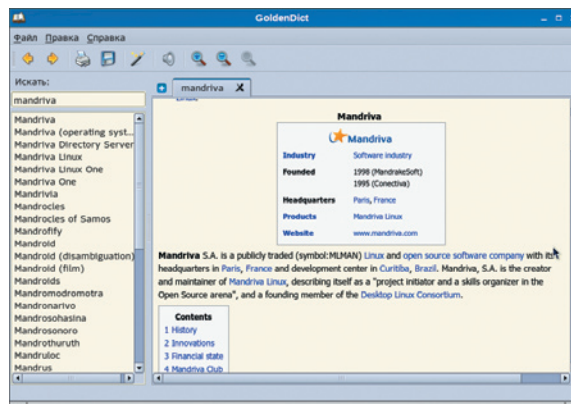 GoldenDict
Файл Правка Справка
Искать:
mandriva
Mandriva
Mandriva (operating syst..
Mandriva Directory Server
Mandriva Linux
Mandriva Linux One
Mandriva One
Mandrivia
Mandrocles
Mandrocles of Samos
Mandrofify
Mandroid
Mandroid (disambiguation)
Mandroid (film)
Mandroids
Mandromodromotra
Mandronarivo
Mandrosohasina
Mandrosonoro
Mandrothuruth
Mandruloc
Mandrus
mandriva
Mandriva
Mandriva
Industry Software industry
Founded 1998 (MandrakeSoft)
1995 (Conectiva)
Headquarters Paris, France
Products Mandriva Linux
Website www.mandriva.com
Mandriva S.A. is a publicly traded (symbol:MLMAN) Linux and open source software company with its
headquarters in Paris, France and development center in Curitiba, Brazil. Mandriva, S.A. is the creator
and maintainer of Mandriva Linux, describing itself as a "project initiator and a skills organizer in the
Open Source arena", and a founding member of the Desktop Linux Consortium.
Contents
1 History
2 Innovations
3 Financial state
4 Mandriva Club